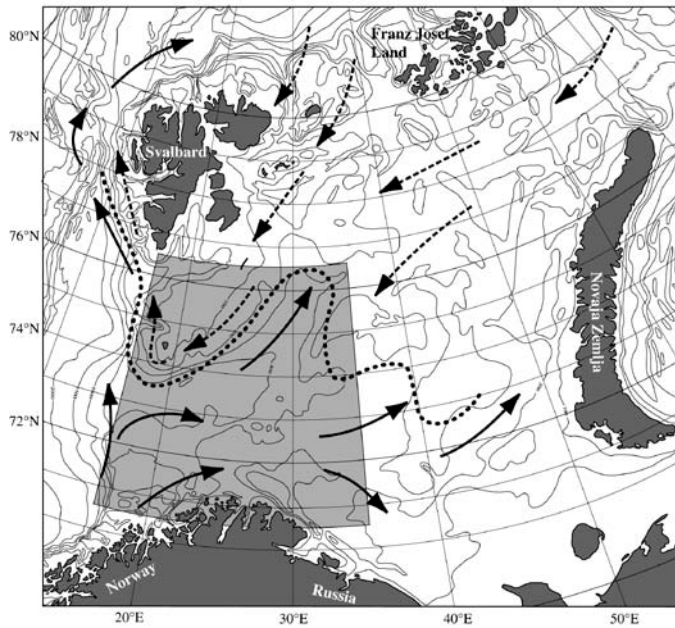 80°N
Franz Josef
Land
78°N
Svalbard
76°N
74°N
Novaja Zemlja
72°N
Norway
Russia
20°E
30°E
40°E
50°E